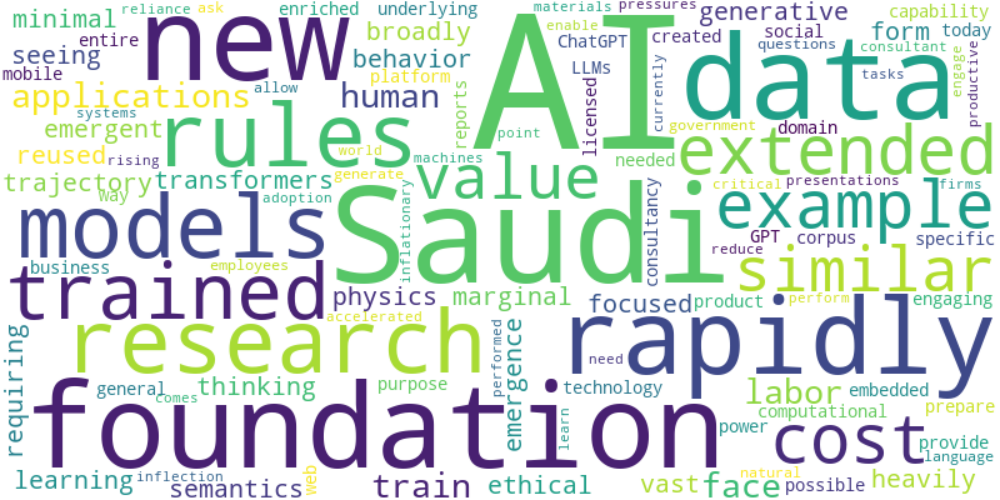 minimal
reliance
ask
enriched
underlying
materials
pressures
generative
capability
entire
new
broadly
enable
AI
ChatGPT
created
social
form
today
seeing
behavior
LLMs
data
questions
consultant
mobile
platform
tasks
engage
productive
applications
allow
human
reports
licensed
currently
systems
emergent
rules
point
government
domain
reused
rising
world
machines
needed
extended
trajectory
transformers
generate
value
critical
presentations
firms
way
adoption
inflationary
Saudi
consultancy
example
models
GPT
corpus
specific
reduce
business
employees
similar
trained
physics
marginal
focused
product
perform
engaging
accelerated
research
rapidly
requiring
performed
emergence
need
general
comes
thinking
purpose
technology
labor
embedded
foundation
learn
computational
prepare
power
cost
provide
language
learning
inflection
semantics
web
train
ethical
vast
face
natural
possible
heavily